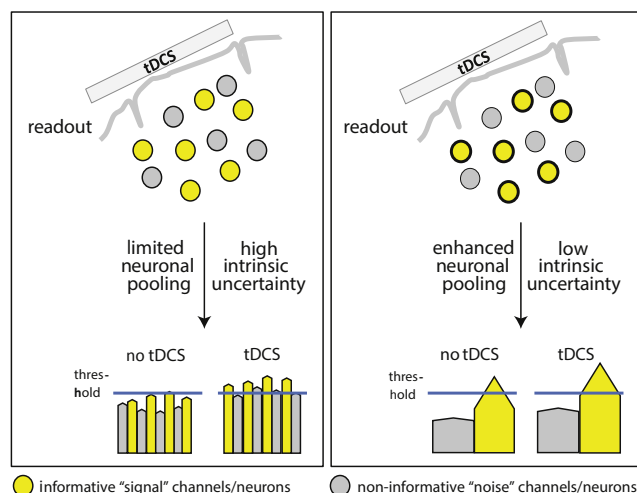 tDCS
readout
limited
neuronal
pooling
high
intrinsic
uncertainty
no tDCS
tDCS
thres-
hold
tDCS
readout
enhanced
neuronal
pooling
low
intrinsic
uncertainty
no tDCS
tDCS
thres-
hold
informative "signal" channels/neurons
non-informative "noise" channels/neurons